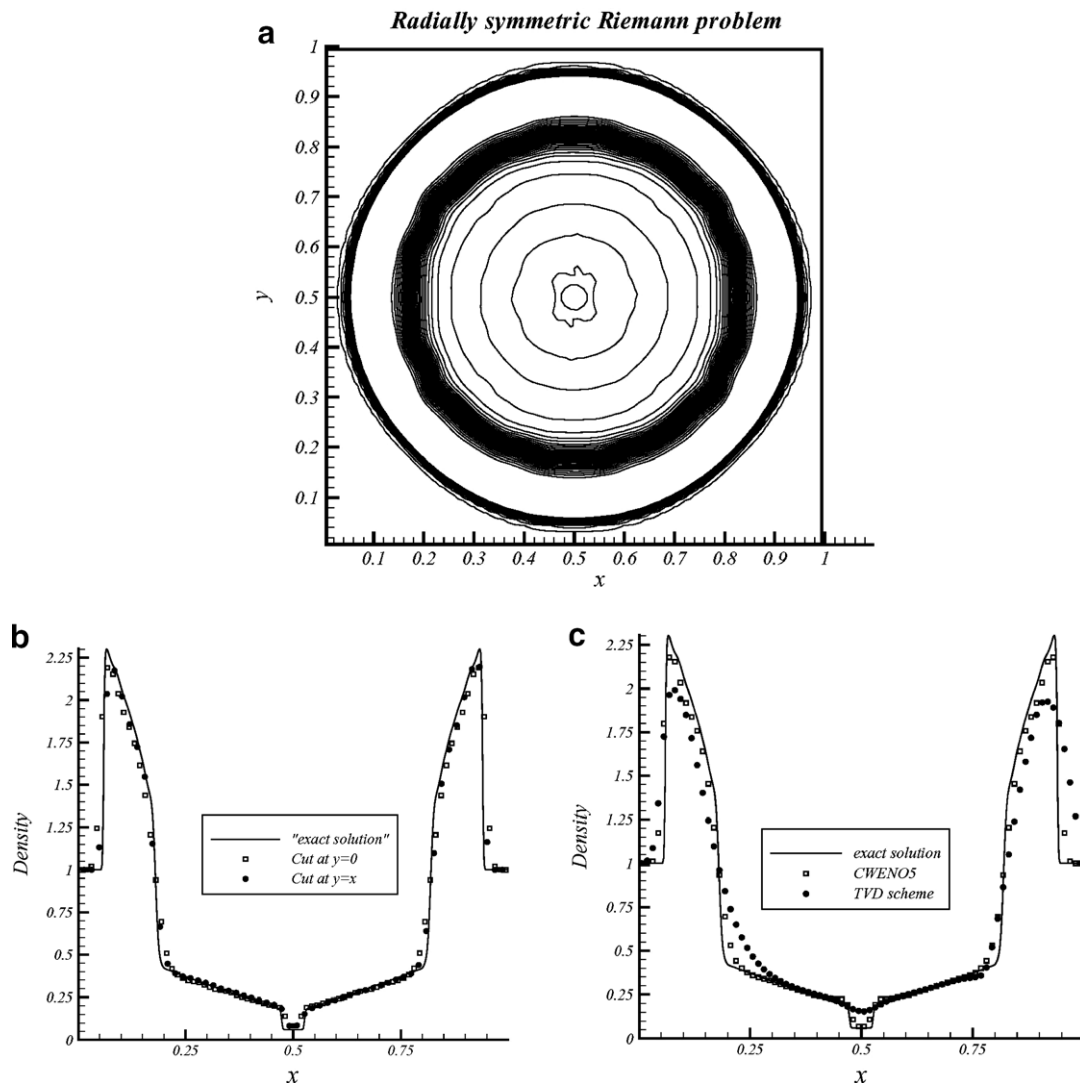 Radially symmetric Riemann problem
a
1
0.9
0.8
0.7
0.6
0.5
0.4
0.3
0.2
0.1
y
0.1 0.2 0.3 0.4 0.5 0.6 0.7 0.8 0.9 1
x
b
2.25
2
1.75
1.5
1.25
1
0.75
0.5
0.25
0
Density
"exact solution"
Cut at y=0
Cut at y=x
0.25 0.5 0.75
x
c
2.25
2
1.75
1.5
1.25
1
0.75
0.5
0.25
0
Density
exact solution
CWENO5
TVD scheme
0.25 0.5 0.75
x